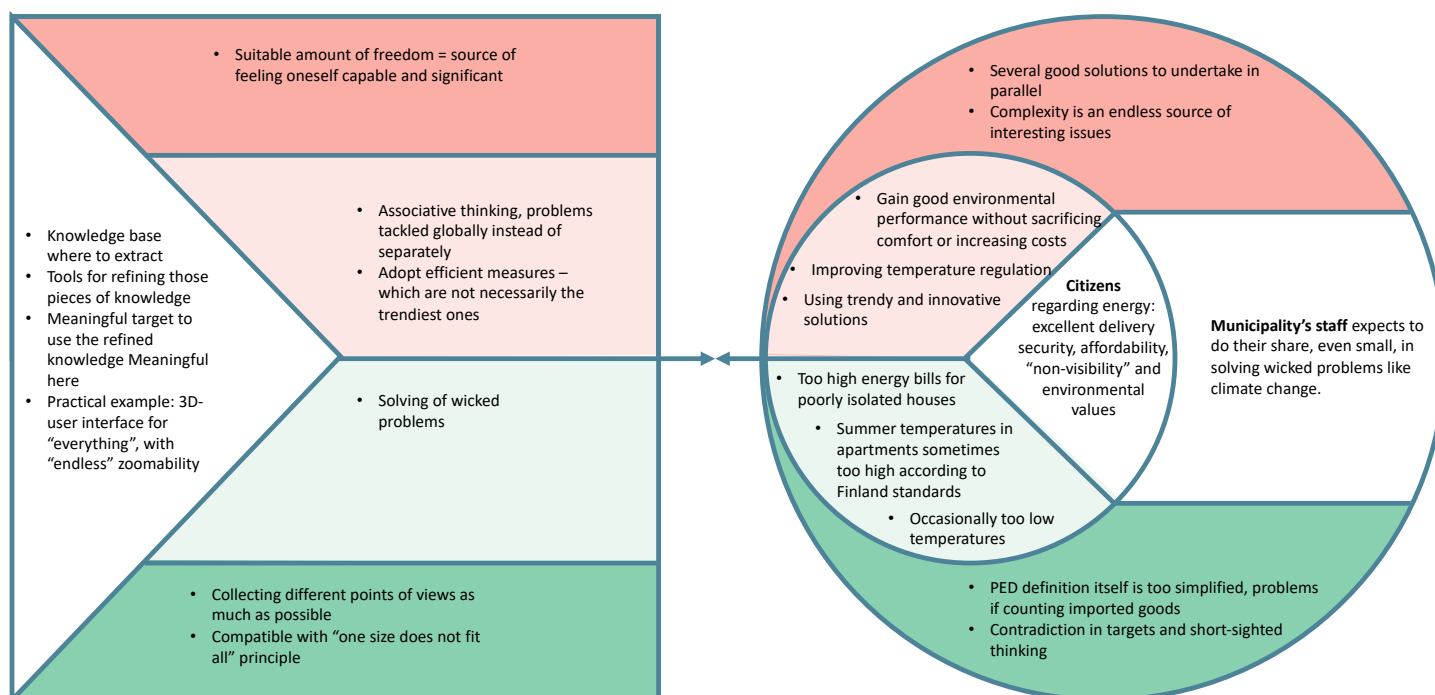 • Suitable amount of freedom = source of
feeling oneself capable and significant
• Associative thinking, problems
tackled globally instead of
separately
• Adopt efficient measures –
which are not necessarily the
trendiest ones
• Knowledge base
where to extract
• Tools for refining those
pieces of knowledge
• Meaningful target to
use the refined
knowledge Meaningful
here
• Practical example: 3D-
user interface for
“everything”, with
“endless” zoomability
• Solving of wicked
problems
• Collecting different points of views as
much as possible
• Compatible with “one size does not fit
all” principle
• Several good solutions to undertake in
parallel
• Complexity is an endless source of
interesting issues
• Gain good environmental
performance without sacrificing
comfort or increasing costs
• Improving temperature regulation
• Using trendy and innovative
solutions
Citizens
regarding energy:
excellent delivery
security, affordability,
“non-visibility” and
environmental
values
Municipality’s staff expects to
do their share, even small, in
solving wicked problems like
climate change.
• Too high energy bills for
poorly isolated houses
• Summer temperatures in
apartments sometimes
too high according to
Finland standards
• Occasionally too low
temperatures
• PED definition itself is too simplified, problems
if counting imported goods
• Contradiction in targets and short-sighted
thinking